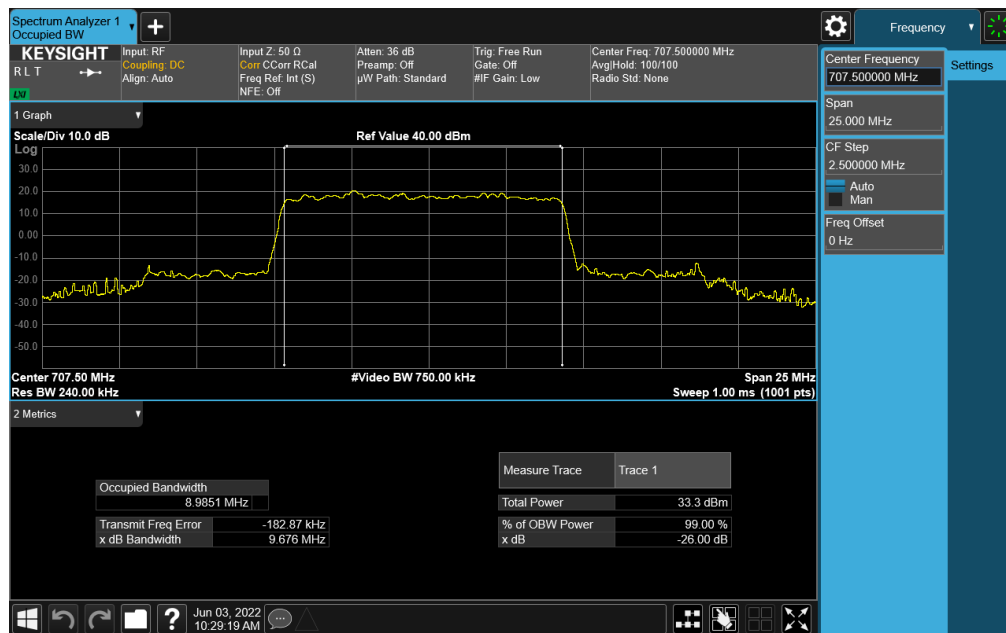 Spectrum Analyzer 1
Occupied BW
Frequency
KEYSIGHT
Input: RF
Input Z: 50 Ω
Atten: 36 dB
Trig: Free Run
Center Freq: 707.500000 MHz
Coupling: DC
Corr CCorr RCal
Preamp: Off
Gate: Off
Avg|Hold: 100/100
R L T
Align: Auto
Freq Ref: Int (S)
µW Path: Standard
#IF Gain: Low
Radio Std: None
NFE: Off
LXI
Center Frequency
707.500000 MHz
Settings
Span
25.000 MHz
CF Step
2.500000 MHz
Auto
Man
Freq Offset
0 Hz
1 Graph
Scale/Div 10.0 dB
Ref Value 40.00 dBm
Log
30.0
20.0
10.0
0.00
-10.0
-20.0
-30.0
-40.0
-50.0
Center 707.50 MHz
#Video BW 750.00 kHz
Span 25 MHz
Res BW 240.00 kHz
Sweep 1.00 ms (1001 pts)
2 Metrics
Measure Trace
Trace 1
Occupied Bandwidth
8.9851 MHz
Total Power
33.3 dBm
Transmit Freq Error
-182.87 kHz
% of OBW Power
99.00 %
x dB Bandwidth
9.676 MHz
x dB
-26.00 dB
Jun 03, 2022
10:29:19 AM